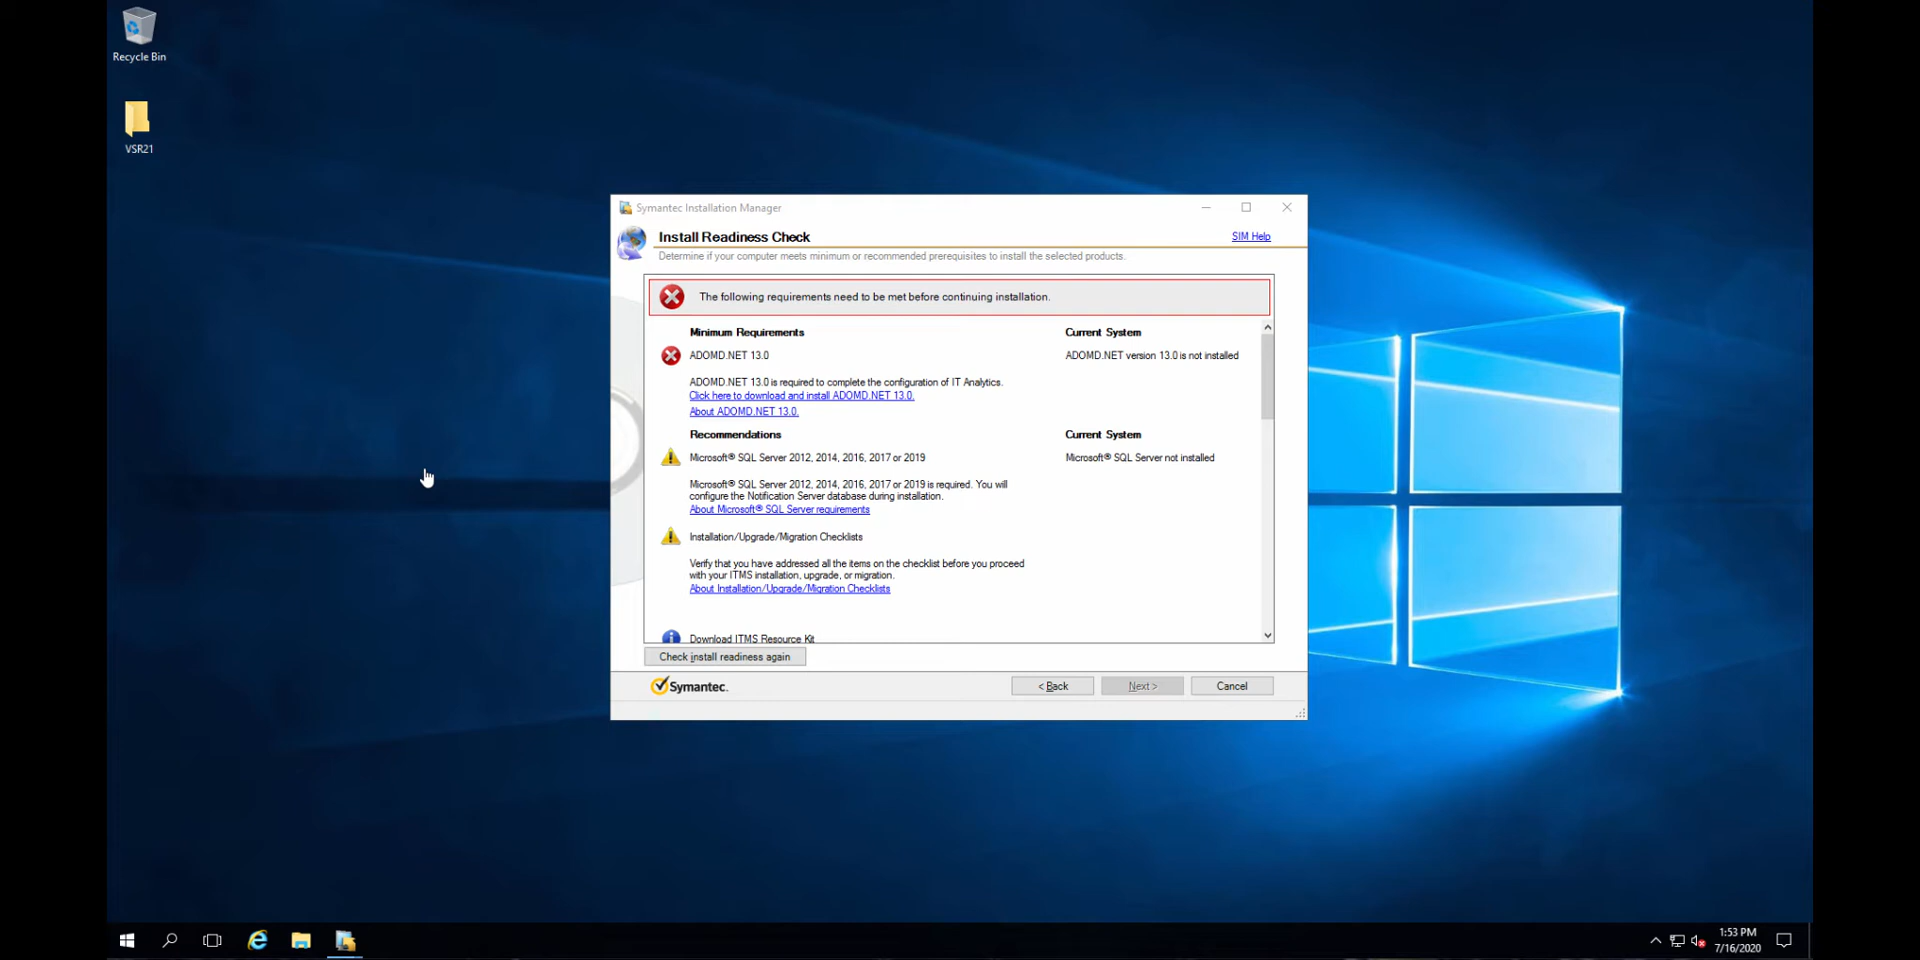 Recycle Bin
VSR21
Symantec Installation Manager
Install Readiness Check
SIM Help
Determine if your computer meets minimum or recommended prerequisites to install the selected products.
The following requirements need to be met before continuing installation.
Minimum Requirements
Current System
ADOMD.NET 13.0
ADOMD.NET version 13.0 is not installed
ADOMD.NET 13.0 is required to complete the configuration of IT Analytics.
Click here to download and install ADOMD.NET 13.0.
About ADOMD.NET 13.0.
Recommendations
Current System
Microsoft® SQL Server 2012, 2014, 2016, 2017 or 2019
Microsoft® SQL Server not installed
Microsoft® SQL Server 2012, 2014, 2016, 2017 or 2019 is required. You will
configure the Notification Server database during installation.
About Microsoft® SQL Server requirements
Installation/Upgrade/Migration Checklists
Verify that you have addressed all the items on the checklist before you proceed
with your ITMS installation, upgrade, or migration.
About Installation/Upgrade/Migration Checklists
Download ITMS Resource Kit
Check install readiness again
Symantec.
< Back
Next >
Cancel
1:53 PM
7/16/2020